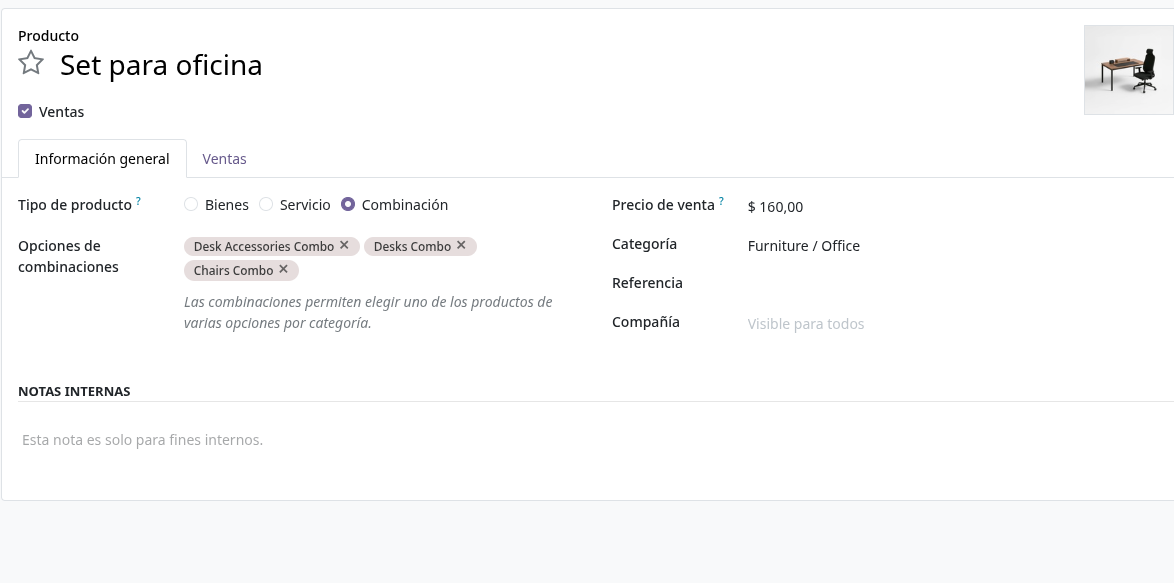 Producto
Set para oficina
Ventas
Información general
Ventas
Tipo de producto ?
Bienes
Servicio
Combinación
Opciones de
combinaciones
Desk Accessories Combo ✕
Desks Combo ✕
Chairs Combo ✕
Las combinaciones permiten elegir uno de los productos de
varias opciones por categoría.
Precio de venta ?
$ 160,00
Categoría
Furniture / Office
Referencia
Compañía
Visible para todos
NOTAS INTERNAS
Esta nota es solo para fines internos.